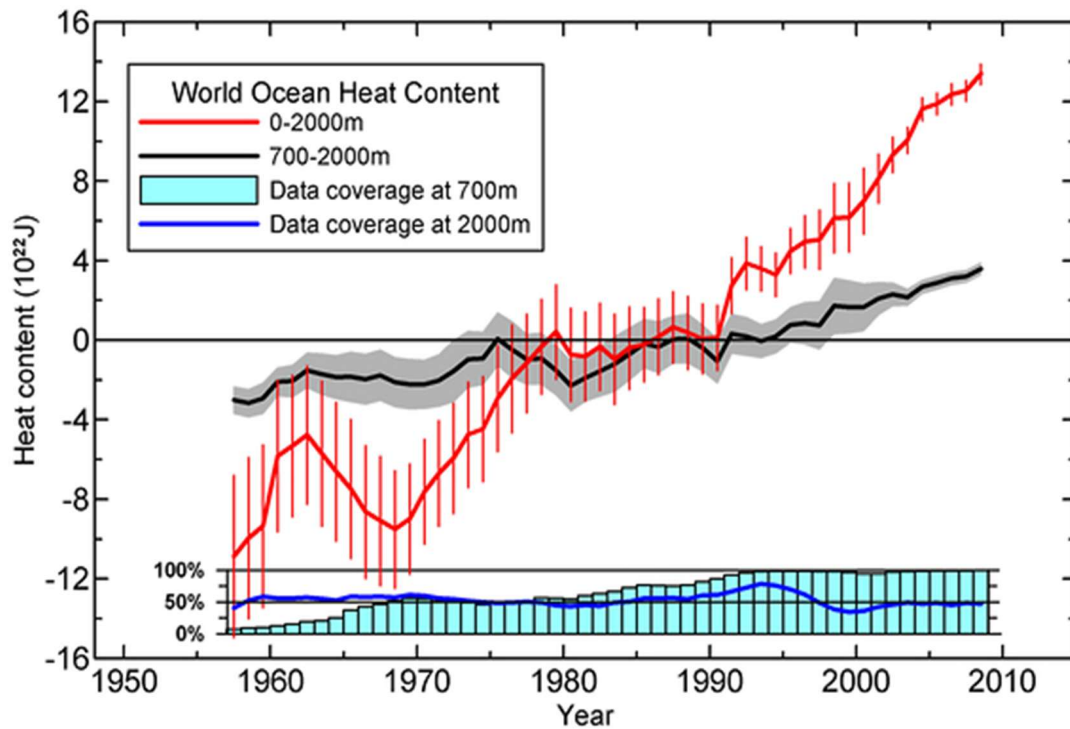 16
12
8
4
0
-4
-8
-12
-16
Heat content (10²²J)
World Ocean Heat Content
0-2000m
700-2000m
Data coverage at 700m
Data coverage at 2000m
100%
50%
0%
1950 1960 1970 1980 1990 2000 2010
Year